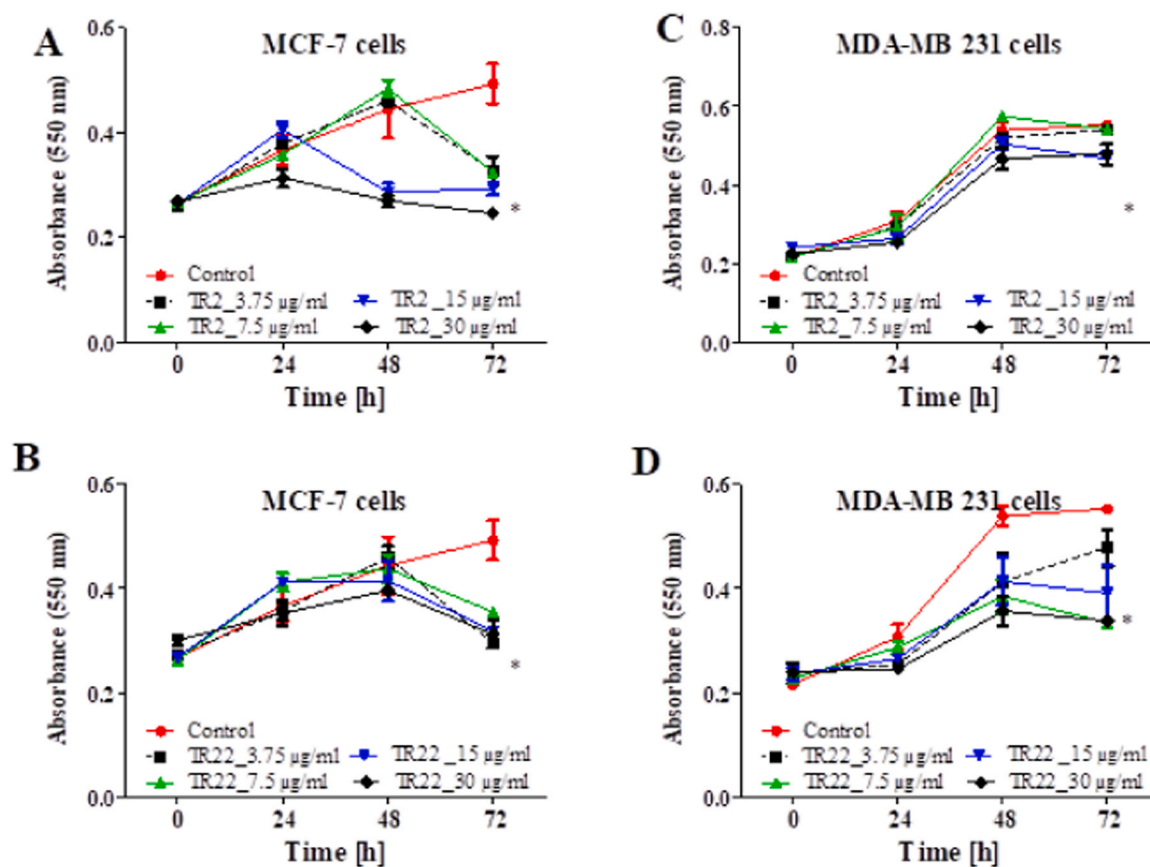 A
MCF-7 cells
Absorbance (550 nm)
0.6
0.4
0.2
0.0
Control
TR2_3.75 µg/ml
TR2_15 µg/ml
TR2_7.5 µg/ml
TR2_30 µg/ml
*
0 24 48 72
Time [h]
C
MDA-MB 231 cells
Absorbance (550 nm)
0.8
0.6
0.4
0.2
0.0
Control
TR2_3.75 µg/ml
TR2_15 µg/ml
TR2_7.5 µg/ml
TR2_30 µg/ml
*
0 24 48 72
Time [h]
B
MCF-7 cells
Absorbance (550 nm)
0.6
0.4
0.2
0.0
Control
TR22_3.75 µg/ml
TR22_15 µg/ml
TR22_7.5 µg/ml
TR22_30 µg/ml
*
0 24 48 72
Time [h]
D
MDA-MB 231 cells
Absorbance (550 nm)
0.6
0.4
0.2
0.0
Control
TR22_3.75 µg/ml
TR22_15 µg/ml
TR22_7.5 µg/ml
TR22_30 µg/ml
*
0 24 48 72
Time [h]